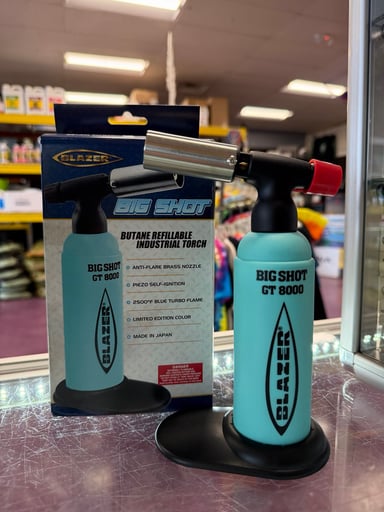 BLAZER
BIG SHOT
BUTANE REFILLABLE
INDUSTRIAL TORCH
ANTI-FLARE BRASS NOZZLE
PIEZO SELF-IGNITION
2500°F BLUE TURBO FLAME
LIMITED EDITION COLOR
MADE IN JAPAN
DANGER
BIG SHOT
GT 8000
BLAZER
BIG SHOT
GT 8000
BLAZER